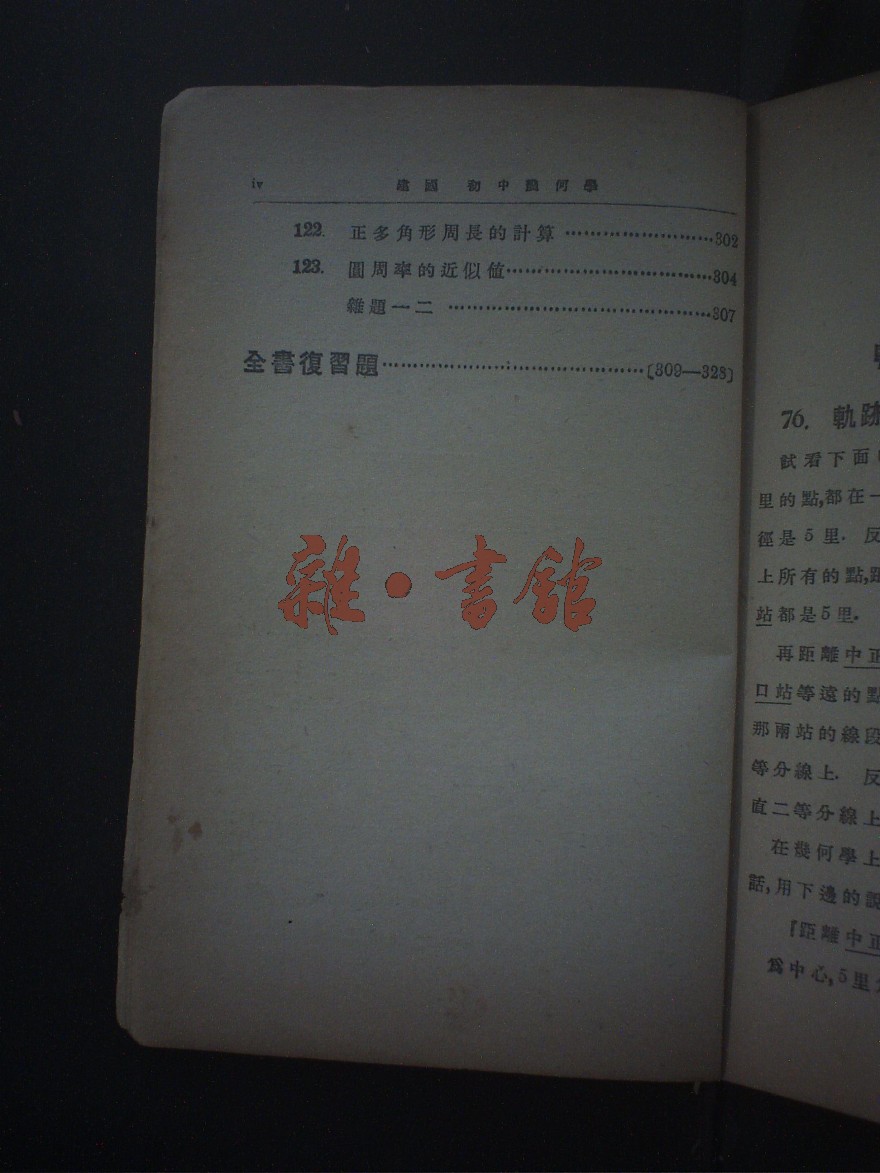 iv 建國 初中幾何學
122. 正多角形周長的計算 ……………………302
123. 圓周率的近似值……………………………304
雜題一二 ……………………………………307
全書復習題……………………………………〔309—328〕
雜·書館
76. 軌跡
試看下面
里的點,都在一
徑是5里. 反
上所有的點,距
站都是5里.
再距離中正
口站等遠的點
那兩站的線段
等分線上. 反
直二等分線上
在幾何學上
話,用下邊的說
『距離中正
為中心,5里